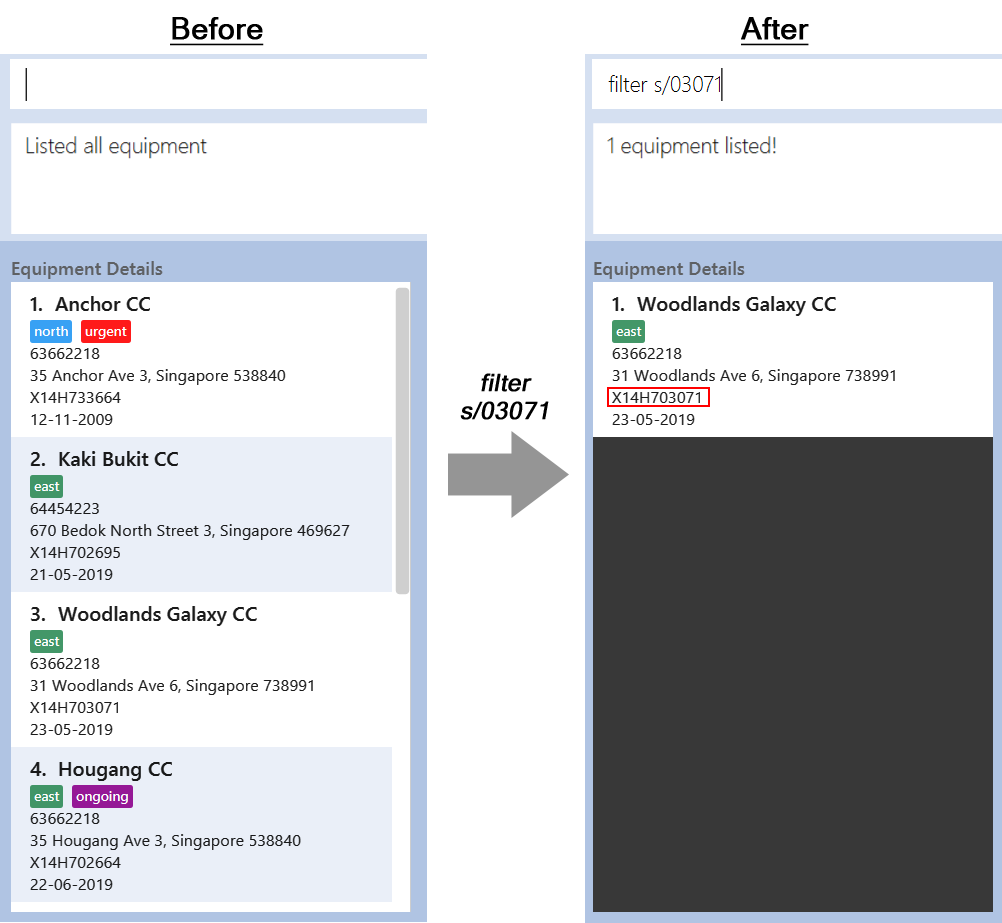 Before
Listed all equipment
Equipment Details
1. Anchor CC
north urgent
63662218
35 Anchor Ave 3, Singapore 538840
X14H733664
12-11-2009
2. Kaki Bukit CC
east
64454223
670 Bedok North Street 3, Singapore 469627
X14H702695
21-05-2019
3. Woodlands Galaxy CC
east
63662218
31 Woodlands Ave 6, Singapore 738991
X14H703071
23-05-2019
4. Hougang CC
east ongoing
63662218
35 Hougang Ave 3, Singapore 538840
X14H702664
22-06-2019
filter
s/03071
After
filter s/03071
1 equipment listed!
Equipment Details
1. Woodlands Galaxy CC
east
63662218
31 Woodlands Ave 6, Singapore 738991
X14H703071
23-05-2019